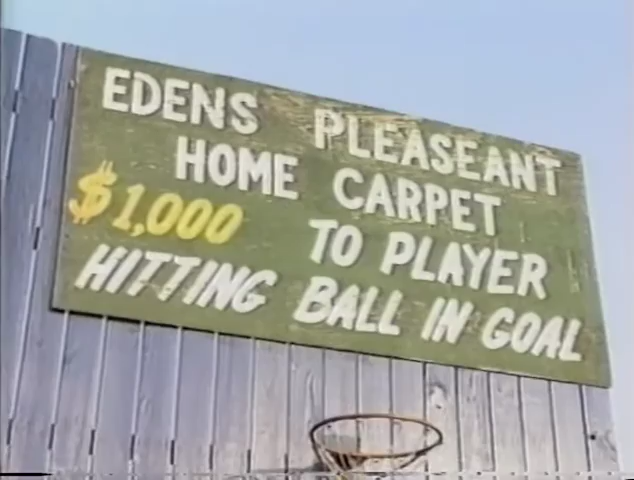 EDENS PLEASEANT
HOME CARPET
$1,000 TO PLAYER
HITTING BALL IN GOAL